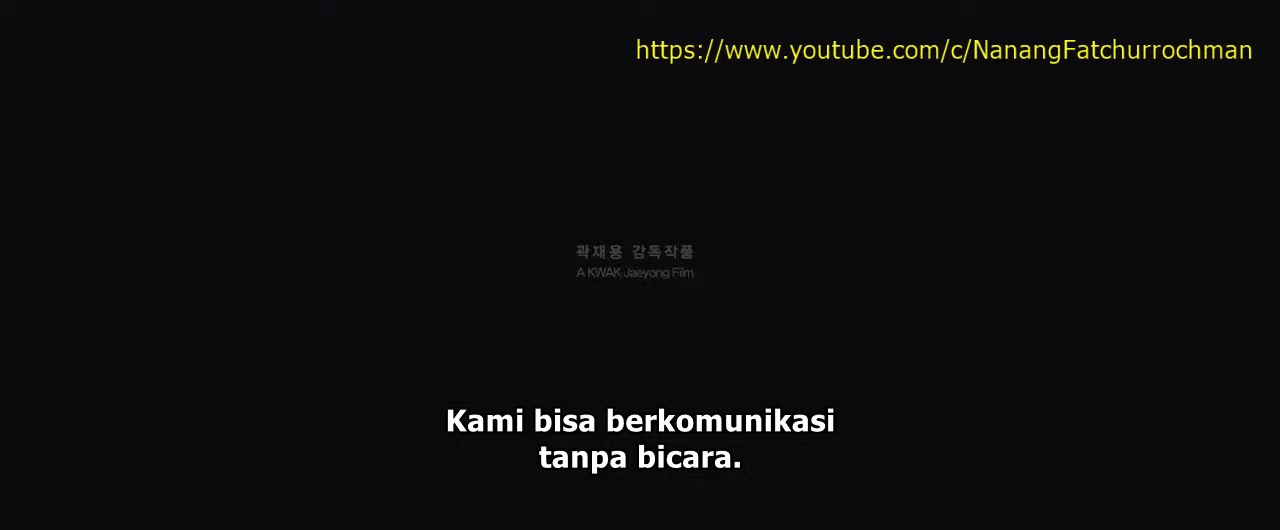 https://www.youtube.com/c/NanangFatchurrochman
곽재용 감독작품
A KWAK Jaeyong Film
Kami bisa berkomunikasi
tanpa bicara.